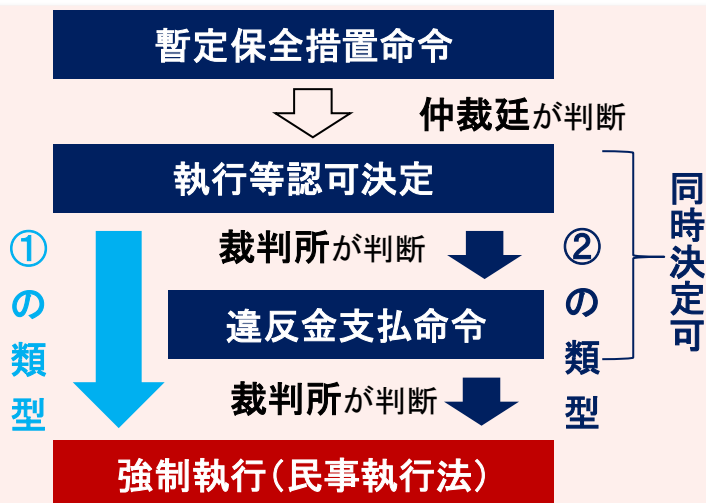 暫定保全措置命令
仲裁廷が判断
執行等認可決定
①の類型
裁判所が判断
②の類型
同時決定可
違反金支払命令
裁判所が判断
強制執行（民事執行法）